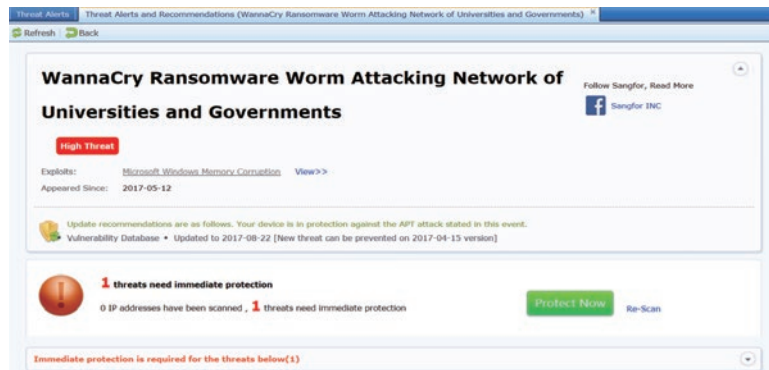 Threat Alerts Threat Alerts and Recommendations (WannaCry Ransomware Worm Attacking Network of Universities and Governments)
Refresh Back
WannaCry Ransomware Worm Attacking Network of
Universities and Governments
Follow Sangfor, Read More
Sangfor INC
High Threat
Exploits: Microsoft Windows Memory Corruption View>>
Appeared Since: 2017-05-12
Update recommendations are as follows. Your device is in protection against the APT attack stated in this event.
Vulnerability Database • Updated to 2017-08-22 [New threat can be prevented on 2017-04-15 version]
1 threats need immediate protection
0 IP addresses have been scanned , 1 threats need immediate protection
Protect Now Re-Scan
Immediate protection is required for the threats below(1)